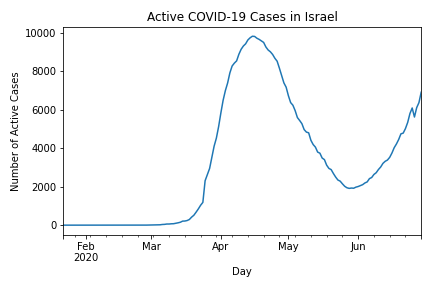 Active COVID-19 Cases in Israel
Number of Active Cases
10000
8000
6000
4000
2000
0
Feb Mar Apr May Jun
2020
Day